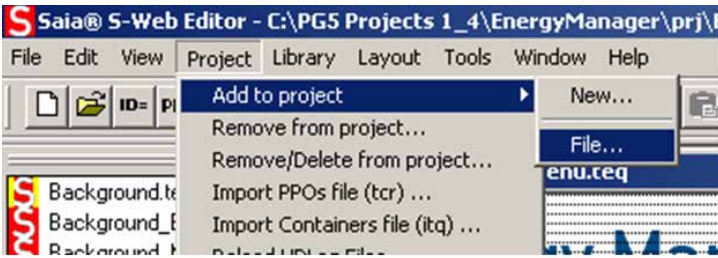 Saia® S-Web Editor - C:\PG5 Projects 1_4\EnergyManager\prj\
File Edit View Project Library Layout Tools Window Help
ID=
Add to project New...
Remove from project... File...
Remove/Delete from project...
Background.te Import PPOs file (tcr) ... enu.teq
Background_E Import Containers file (itq) ...
Background